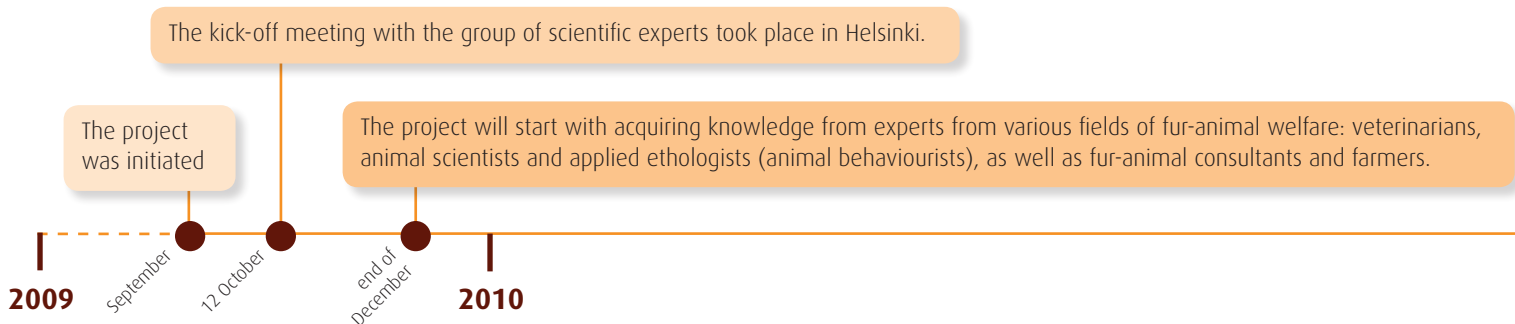 The kick-off meeting with the group of scientific experts took place in Helsinki.
The project
was initiated
The project will start with acquiring knowledge from experts from various fields of fur-animal welfare: veterinarians,
animal scientists and applied ethologists (animal behaviourists), as well as fur-animal consultants and farmers.
2009
September
12 October
end of
December
2010